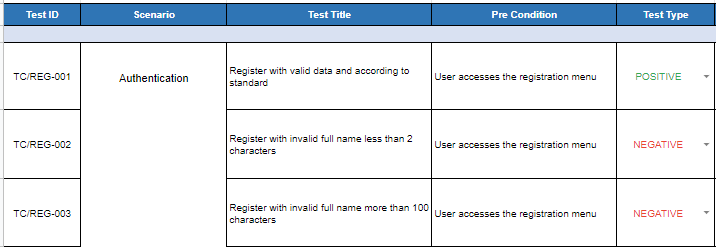 Test ID Scenario Test Title Pre Condition Test Type
TC/REG-001 Authentication Register with valid data and according to
standard User accesses the registration menu POSITIVE
TC/REG-002 Register with invalid full name less than 2
characters User accesses the registration menu NEGATIVE
TC/REG-003 Register with invalid full name more than 100
characters User accesses the registration menu NEGATIVE